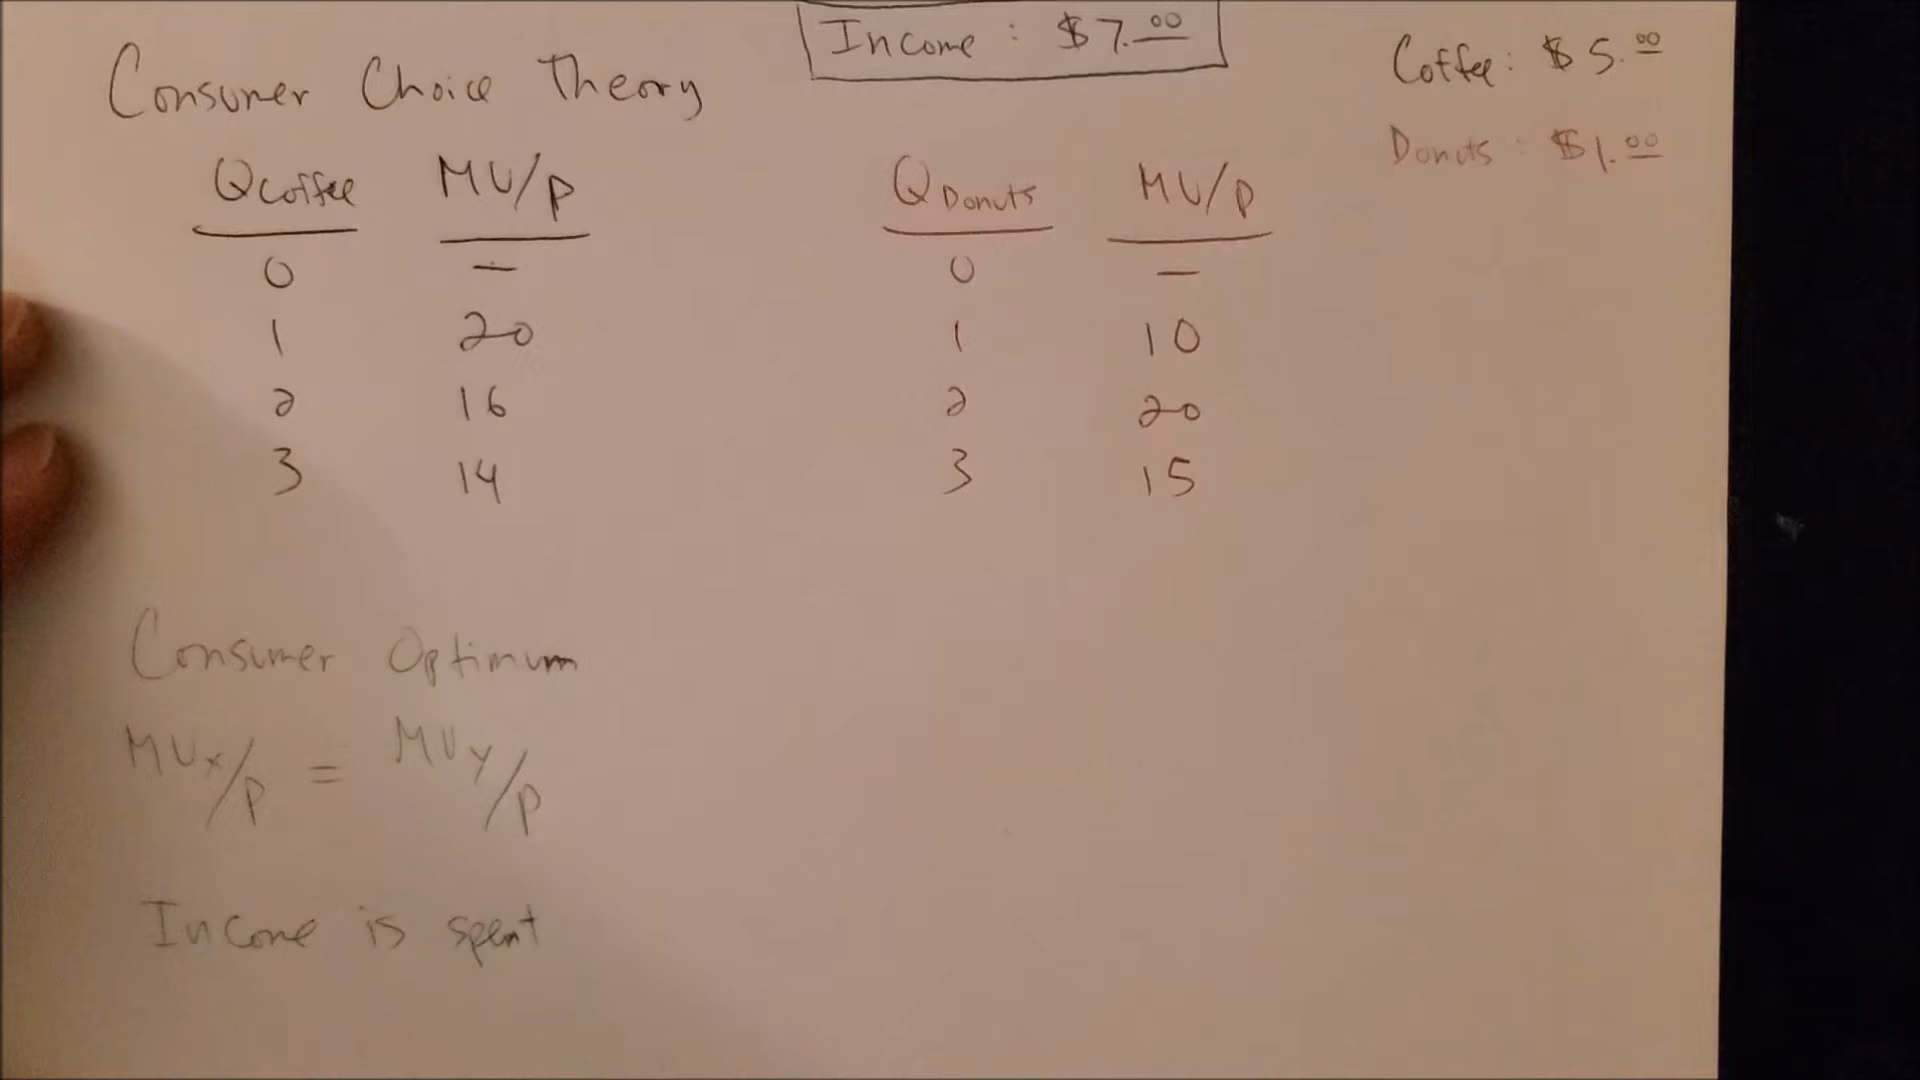 Income: $7.00
Coffee: $5.00
Consumer Choice Theory
Donuts: $1.00
QCoffee MU/P QDonuts MU/P
0 — 0 —
1 20 1 10
2 16 2 20
3 14 3 15
Consumer Optimum
MUx/P = MUy/P
Income is spent